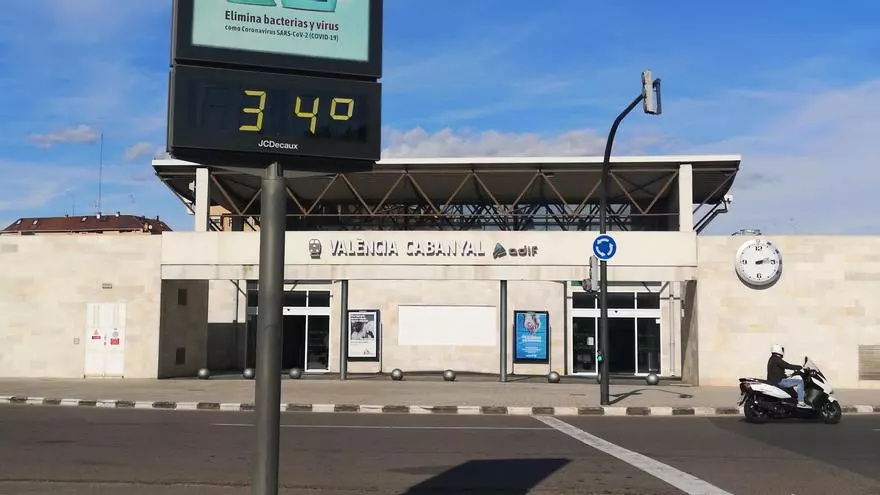 Elimina bacterias y virus
como Coronavirus SARS-CoV-2 (COVID-19)
34º
JCDecaux
VALÈNCIA CABANYAL adif